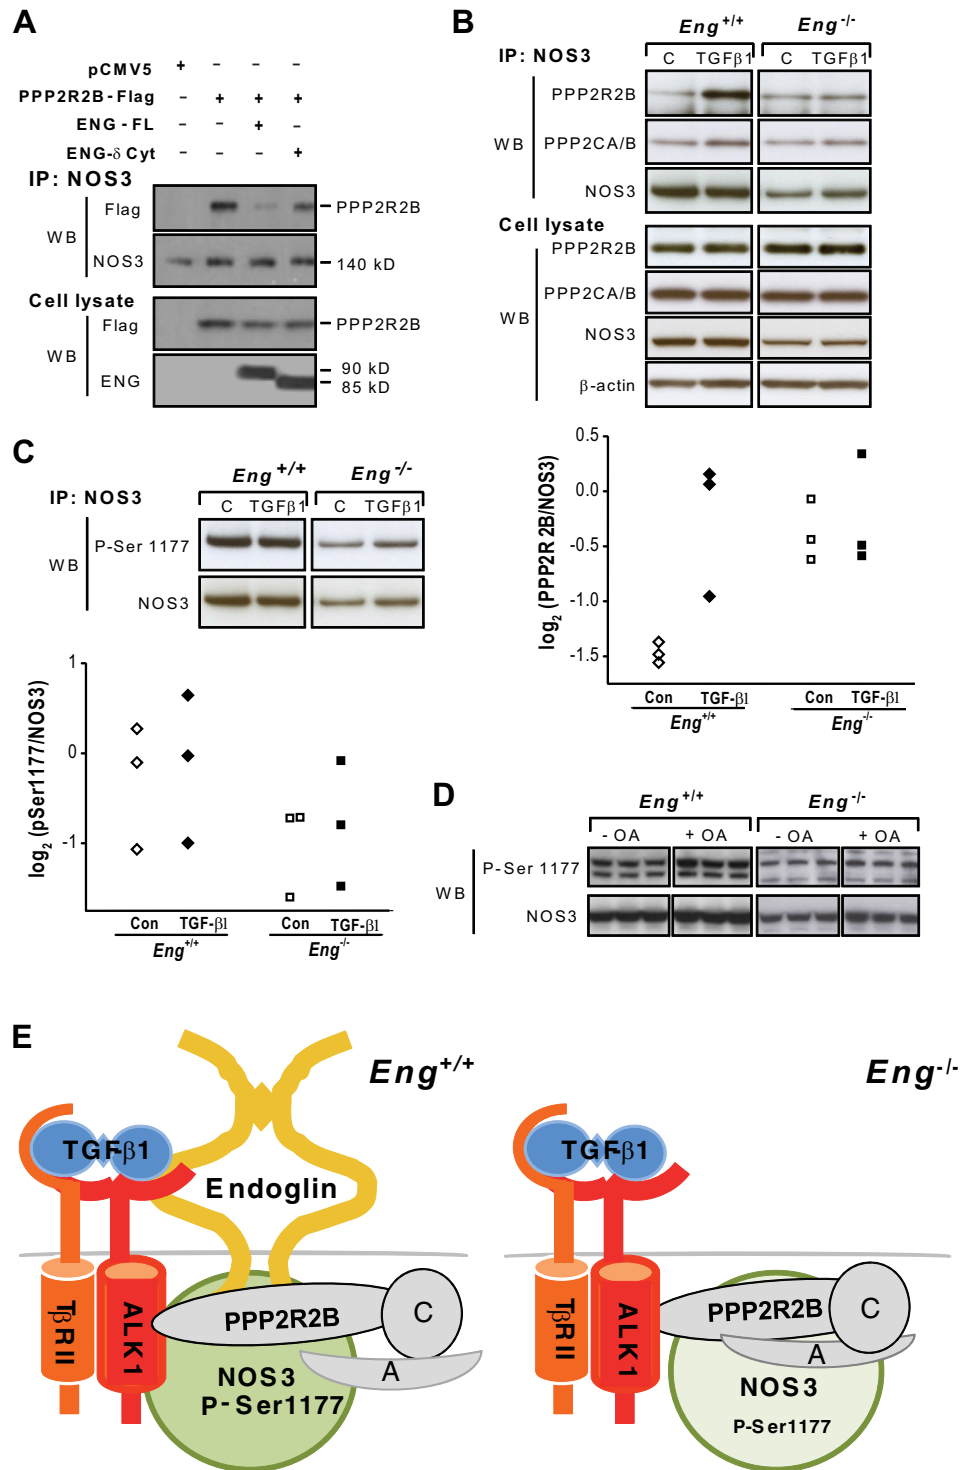 A
pCMV5 + – – –
PPP2R2B-Flag – + + +
ENG-FL – – + –
ENG-δ Cyt – – – +
IP: NOS3
WB
Flag
PPP2R2B
NOS3
140 kD
Cell lysate
WB
Flag
PPP2R2B
ENG
90 kD
85 kD
B
Eng+/+ Eng-/-
IP: NOS3
C TGFβ1 C TGFβ1
WB
PPP2R2B
PPP2CA/B
NOS3
Cell lysate
WB
PPP2R2B
PPP2CA/B
NOS3
β-actin
log2 (PPP2R 2B/NOS3)
0.5
0.0
-0.5
-1.0
-1.5
Con TGF-β1 Con TGF-β1
Eng+/+ Eng-/-
C
Eng+/+ Eng-/-
IP: NOS3
C TGFβ1 C TGFβ1
WB
P-Ser 1177
NOS3
log2 (pSer1177/NOS3)
1
0
-1
Con TGF-β1 Con TGF-β1
Eng+/+ Eng-/-
D
Eng+/+ Eng-/-
- OA + OA - OA + OA
WB
P-Ser 1177
NOS3
E
Eng+/+
TGF-β1
Endoglin
TβRII
ALK1
PPP2R2B
C
A
NOS3
P-Ser1177
Eng-/-
TGF-β1
TβRII
ALK1
PPP2R2B
C
A
NOS3
P-Ser1177